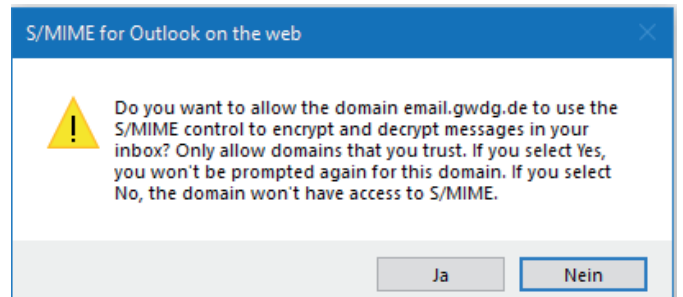 S/MIME for Outlook on the web
Do you want to allow the domain email.gwdg.de to use the
S/MIME control to encrypt and decrypt messages in your
inbox? Only allow domains that you trust. If you select Yes,
you won't be prompted again for this domain. If you select
No, the domain won't have access to S/MIME.
Ja
Nein